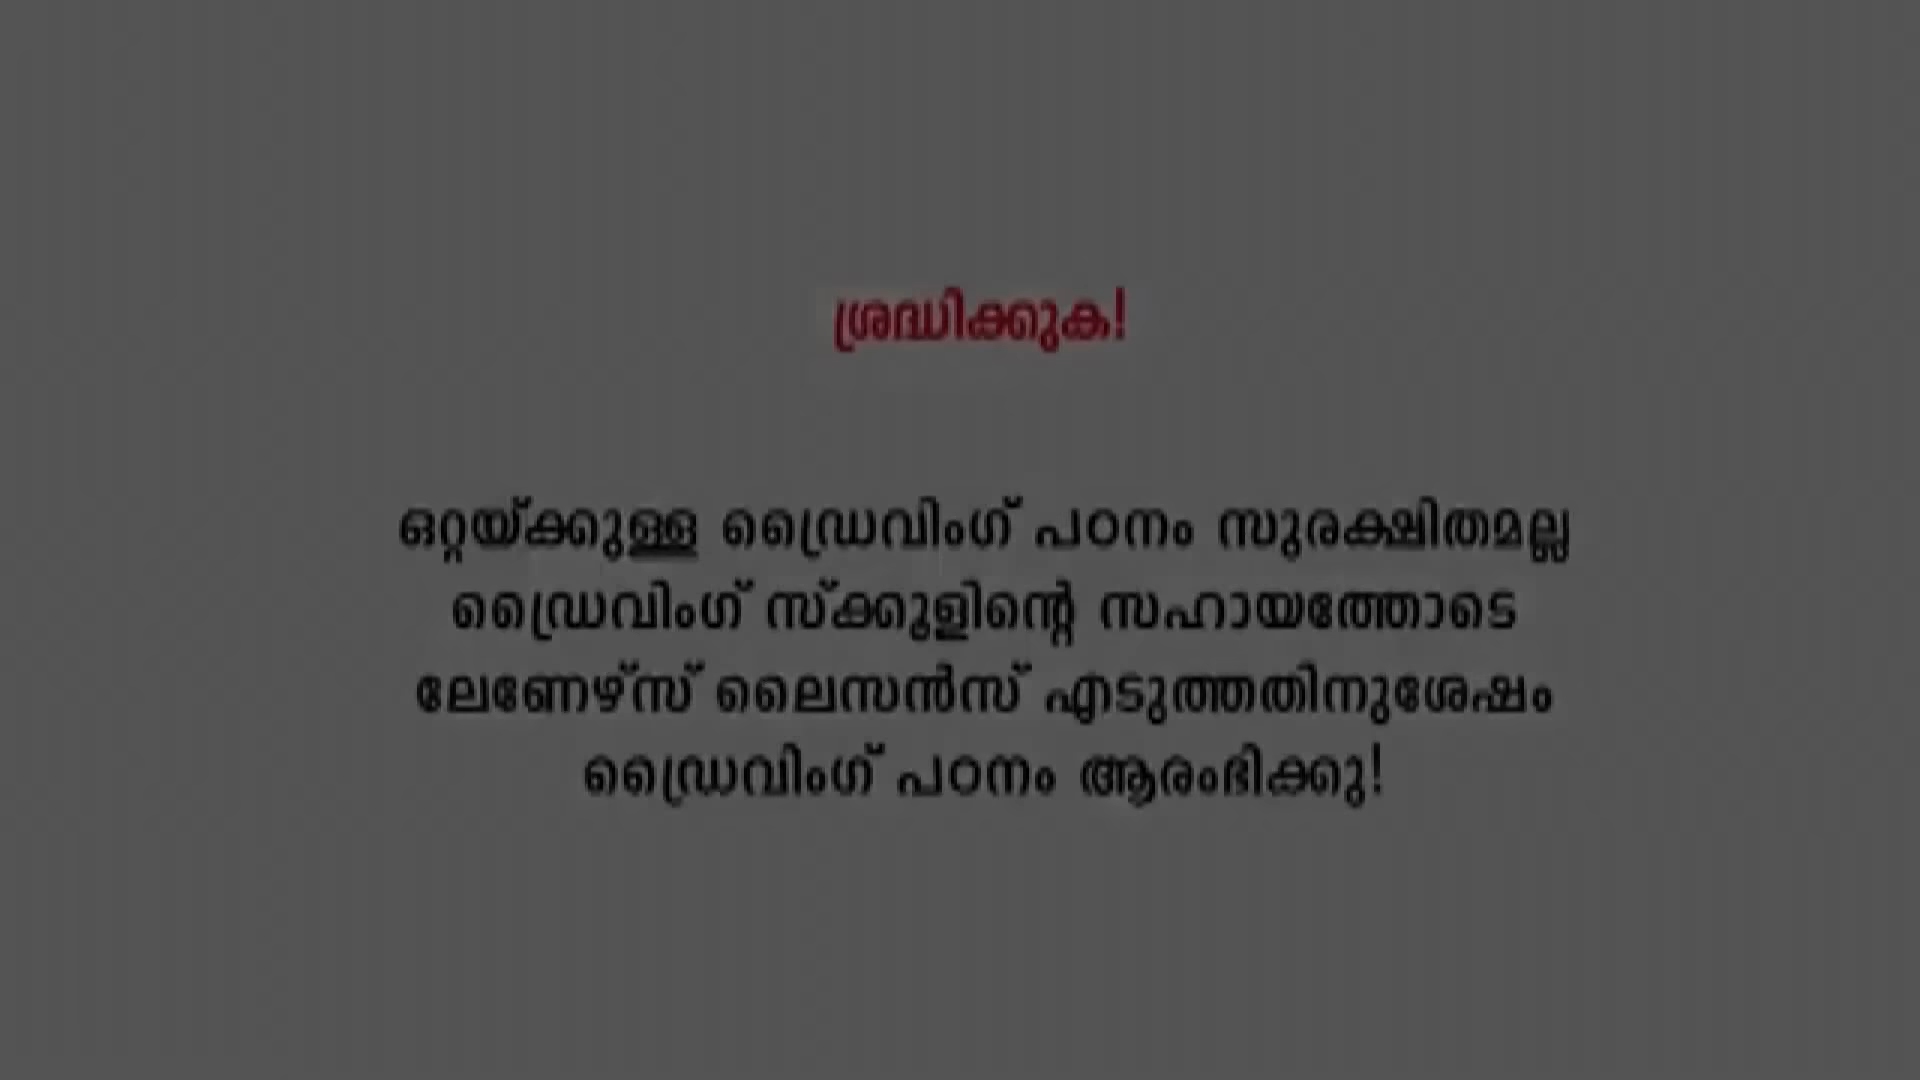 ശ്രദ്ധിക്കുക!
ഒറ്റയ്ക്കുള്ള ഡ്രൈവിംഗ് പഠനം സുരക്ഷിതമല്ല
ഡ്രൈവിംഗ് സ്ക്കൂളിന്റെ സഹായത്തോടെ
ലേണേഴ്സ് ലൈസൻസ് എടുത്തതിനുശേഷം
ഡ്രൈവിംഗ് പഠനം ആരംഭിക്കു!